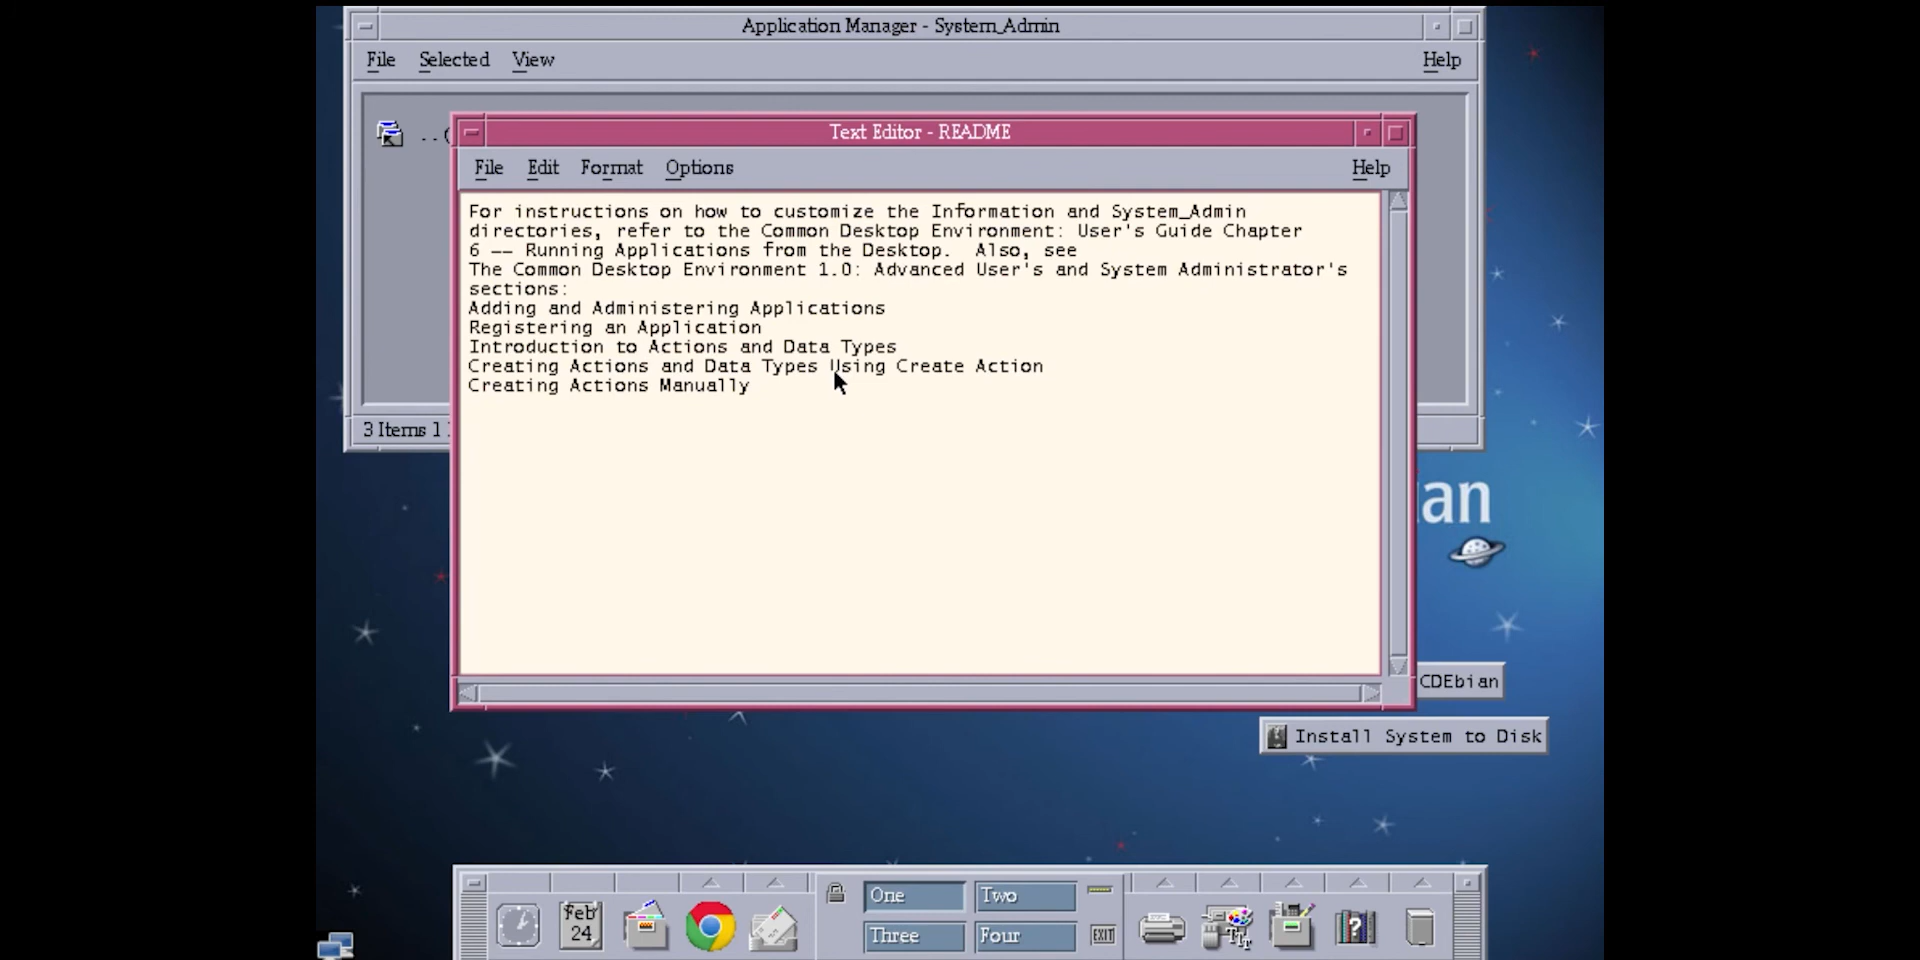 Application Manager - System_Admin
File Selected View Help
..(
Text Editor - README
File Edit Format Options Help
For instructions on how to customize the Information and System_Admin
directories, refer to the Common Desktop Environment: User's Guide Chapter
6 -- Running Applications from the Desktop.  Also, see
The Common Desktop Environment 1.0: Advanced User's and System Administrator's
sections:
Adding and Administering Applications
Registering an Application
Introduction to Actions and Data Types
Creating Actions and Data Types Using Create Action
Creating Actions Manually
3 Items 1
ian
CDEbian
Install System to Disk
Feb
24
One Two
Three Four
EXIT